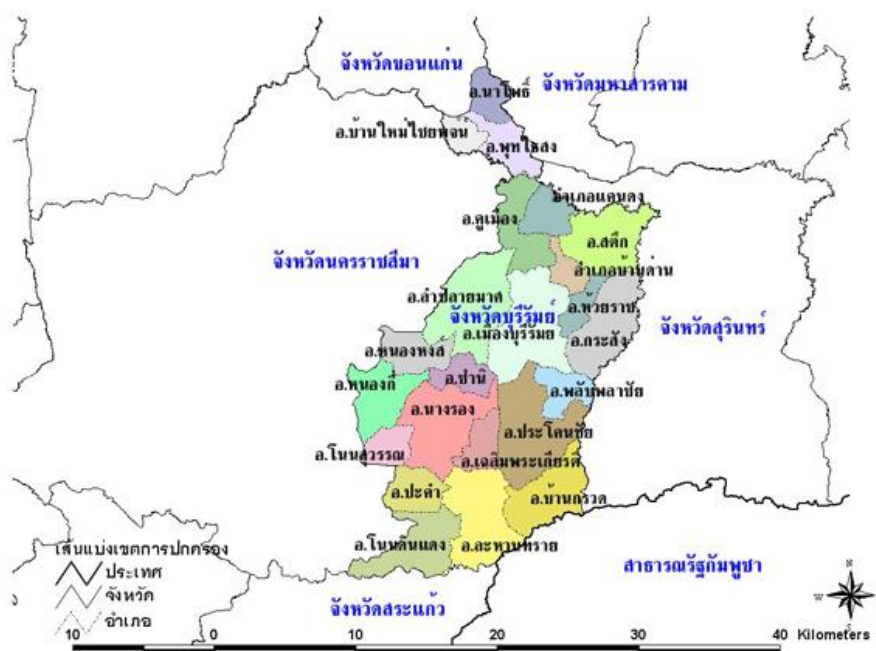 จังหวัดขอนแก่น
จังหวัดมหาสารคาม
อ.นาโพธิ์
อ.บ้านใหม่ไชยพจน์
อ.พุทไธสง
อำเภอแคนดง
อ.คูเมือง
อ.สตึก
จังหวัดนครราชสีมา
อำเภอบ้านด่าน
อ.ลำปลายมาศ
อ.ห้วยราช
จังหวัดบุรีรัมย์
จังหวัดสุรินทร์
อ.เมืองบุรีรัมย์
อ.กระสัง
อ.หนองหงส์
อ.หนองกี่
อ.ชำนิ
อ.พลับพลาชัย
อ.นางรอง
อ.ประโคนชัย
อ.โนนสุวรรณ
อ.เฉลิมพระเกียรติ
อ.ปะคำ
อ.บ้านกรวด
เส้นแบ่งเขตการปกครอง
อ.โนนดินแดง
อ.ละหานทราย
ประเทศ
สาธารณรัฐกัมพูชา
จังหวัด
จังหวัดสระแก้ว
อำเภอ
N
W
E
S
10 0 10 20 30 40 Kilometers